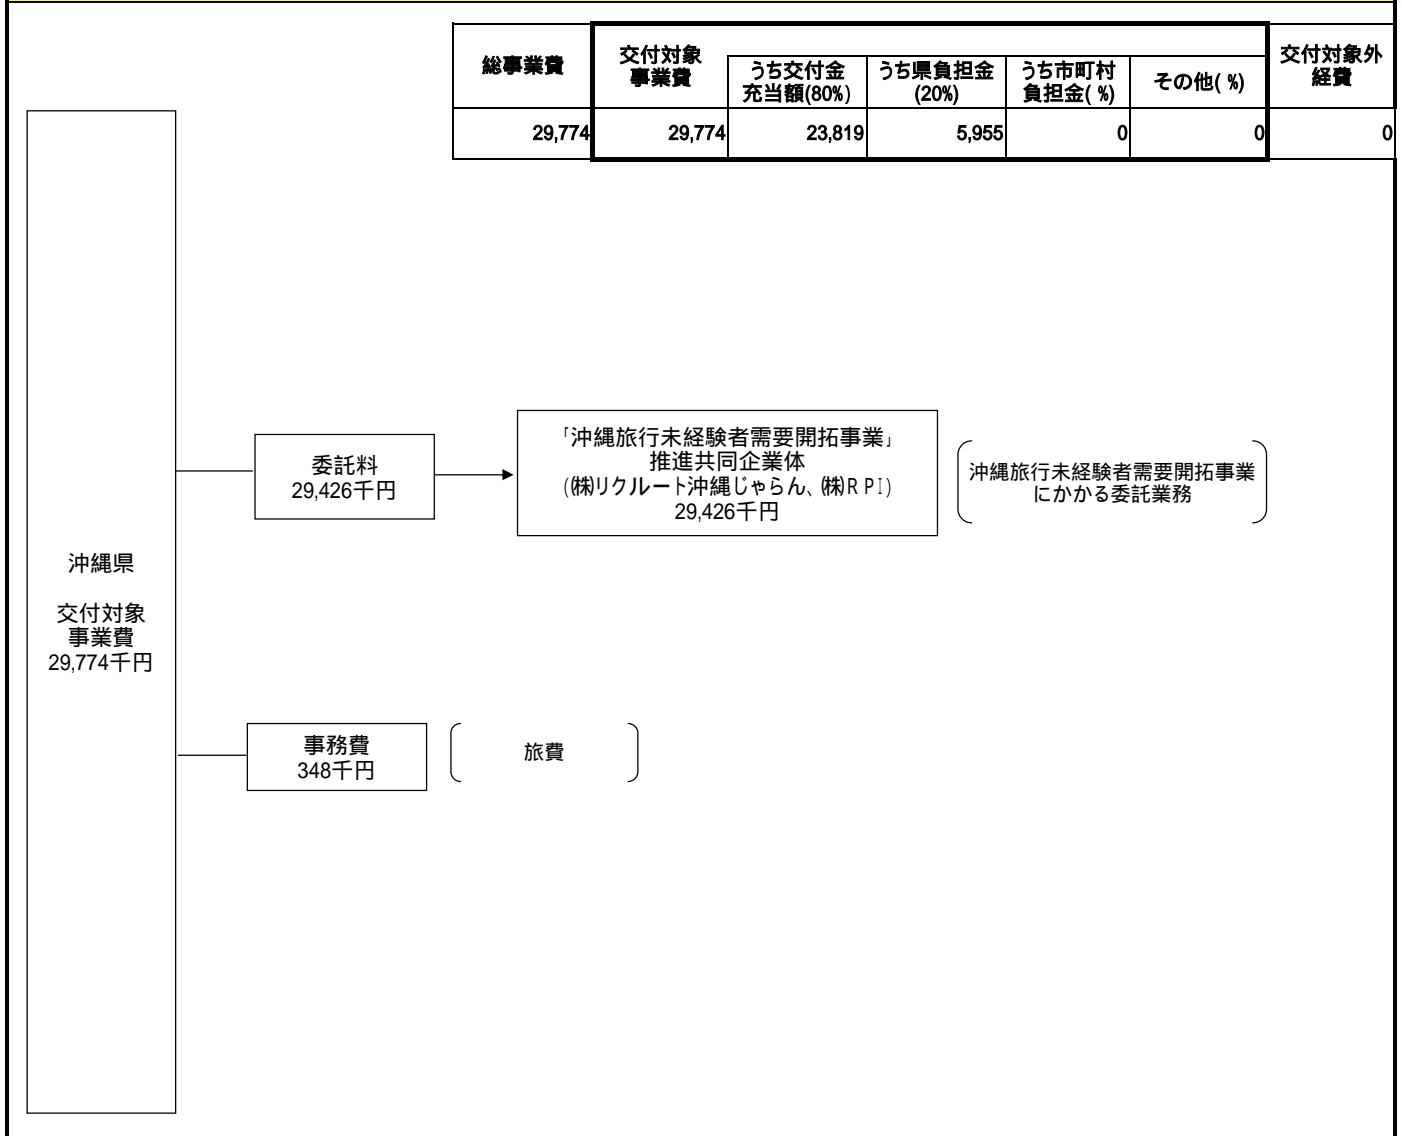 総事業費
交付対象
事業費
うち交付金
充当額(80%)
うち県負担金
(20%)
うち市町村
負担金( %)
その他( %)
交付対象外
経費
29,774
29,774
23,819
5,955
0
0
0
「沖縄旅行未経験者需要開拓事業」
推進共同企業体
(㈱リクルート沖縄じゃらん、㈱RPI)
29,426千円
委託料
29,426千円
沖縄旅行未経験者需要開拓事業
にかかる委託業務
沖縄県
交付対象
事業費
29,774千円
事務費
348千円
旅費